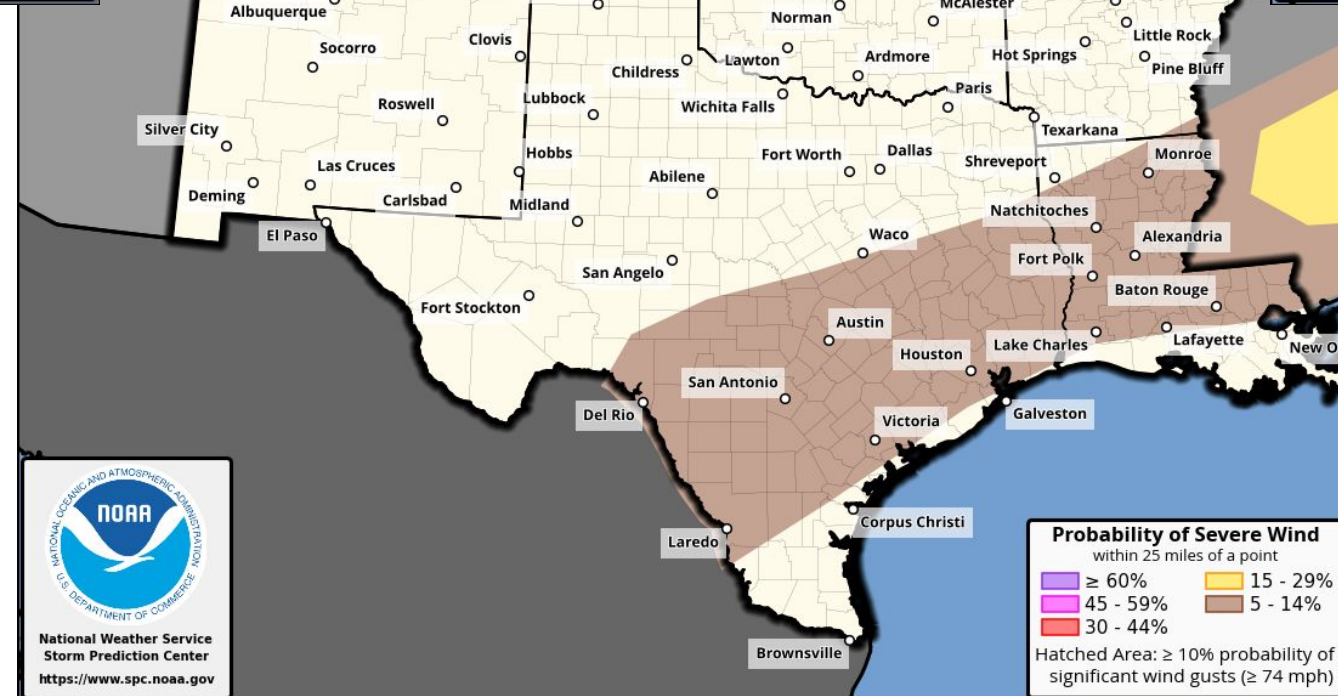 Albuquerque
Norman
McAlester
Socorro
Clovis
Lawton
Ardmore
Hot Springs
Little Rock
Childress
Pine Bluff
Roswell
Lubbock
Wichita Falls
Paris
Silver City
Texarkana
Las Cruces
Hobbs
Fort Worth
Dallas
Shreveport
Monroe
Deming
Carlsbad
Midland
Abilene
Natchitoches
El Paso
Waco
Alexandria
San Angelo
Fort Polk
Fort Stockton
Baton Rouge
Austin
Houston
Lake Charles
Lafayette
New O
San Antonio
Del Rio
Victoria
Galveston
Corpus Christi
Laredo
Brownsville
NATIONAL OCEANIC AND ATMOSPHERIC ADMINISTRATION
NOAA
U.S. DEPARTMENT OF COMMERCE
National Weather Service
Storm Prediction Center
https://www.spc.noaa.gov
Probability of Severe Wind
within 25 miles of a point
≥ 60% 15 - 29%
45 - 59% 5 - 14%
30 - 44%
Hatched Area: ≥ 10% probability of
significant wind gusts (≥ 74 mph)